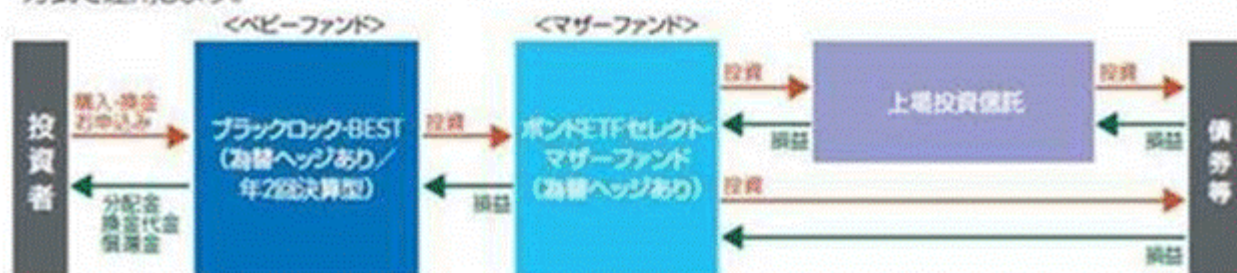 <ベビーファンド>
<マザーファンド>
投資者
購入・換金
お申込み
分配金
換金代金
償還金
ブラックロック・BEST
(為替ヘッジあり/
年2回決算型)
投資
損益
ボンドETFセレクト・
マザーファンド
(為替ヘッジあり)
投資
損益
上場投資信託
投資
損益
投資
損益
債券等